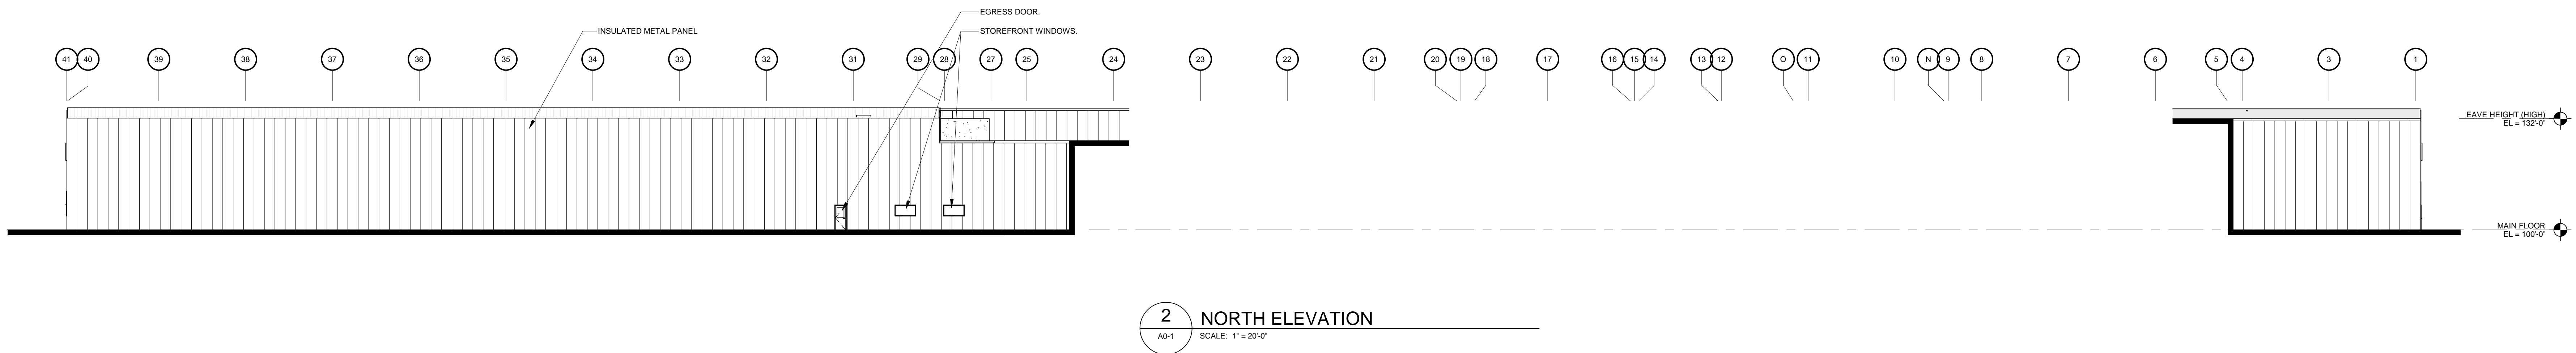 EGRESS DOOR.
INSULATED METAL PANEL
STOREFRONT WINDOWS.
41 40 39 38 37 36 35 34 33 32 31 29 28 27 25 24 23 22 21 20 19 18 17 16 15 14 13 12 O 11 10 N 9 8 7 6 5 4 3 1
EAVE HEIGHT (HIGH)
EL = 132'-0"
MAIN FLOOR
EL = 100'-0"
2
NORTH ELEVATION
A0-1
SCALE: 1" = 20'-0"